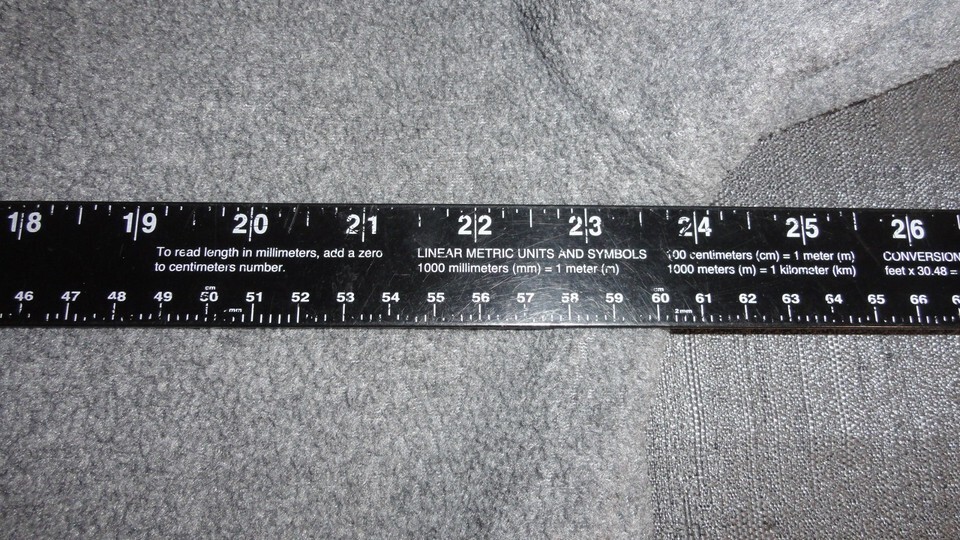 18 19 20 21 22 23 24 25 26
To read length in millimeters, add a zero
to centimeters number.
LINEAR METRIC UNITS AND SYMBOLS
1000 millimeters (mm) = 1 meter (m)
100 centimeters (cm) = 1 meter (m)
1000 meters (m) = 1 kilometer (km)
CONVERSION
feet x 30.48 =
cm cm
46 47 48 49 50 51 52 53 54 55 56 57 58 59 60 61 62 63 64 65 66
mm 2mm